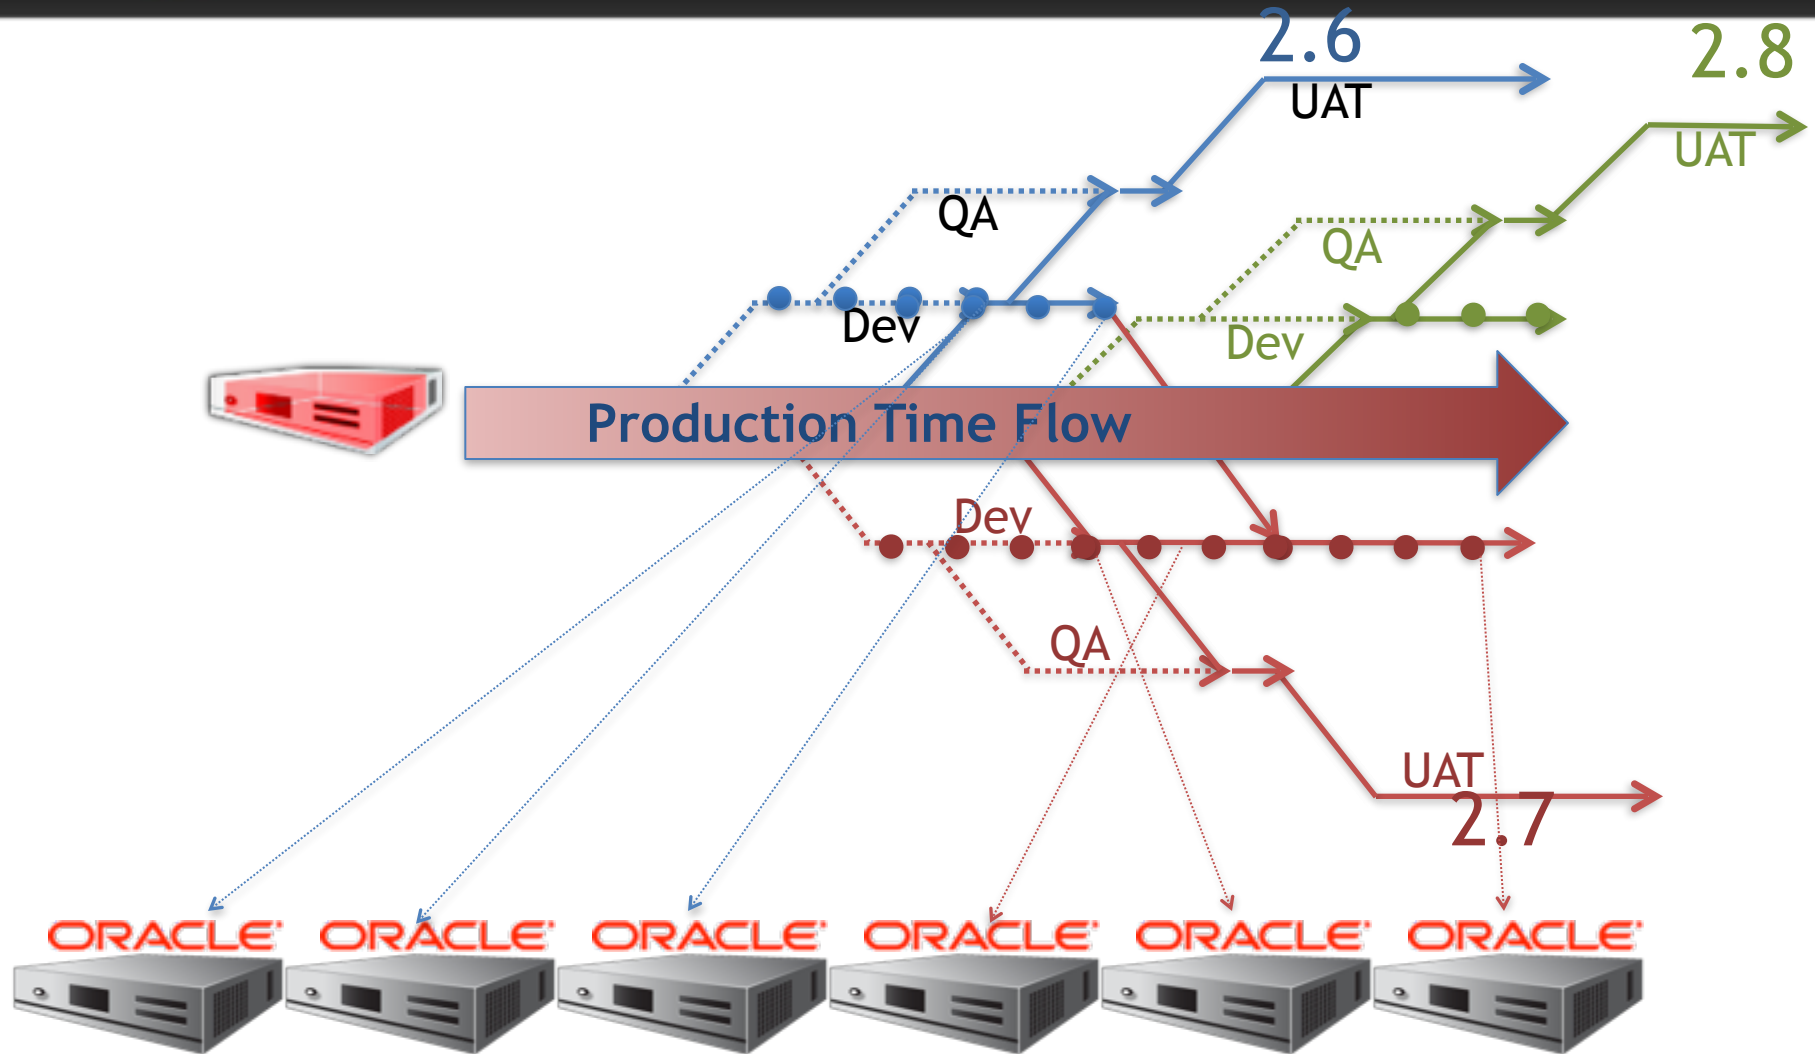 2.6
2.8
UAT
UAT
QA
QA
Dev
Dev
Production Time Flow
Dev
QA
UAT
2.7
ORACLE ORACLE ORACLE ORACLE ORACLE ORACLE